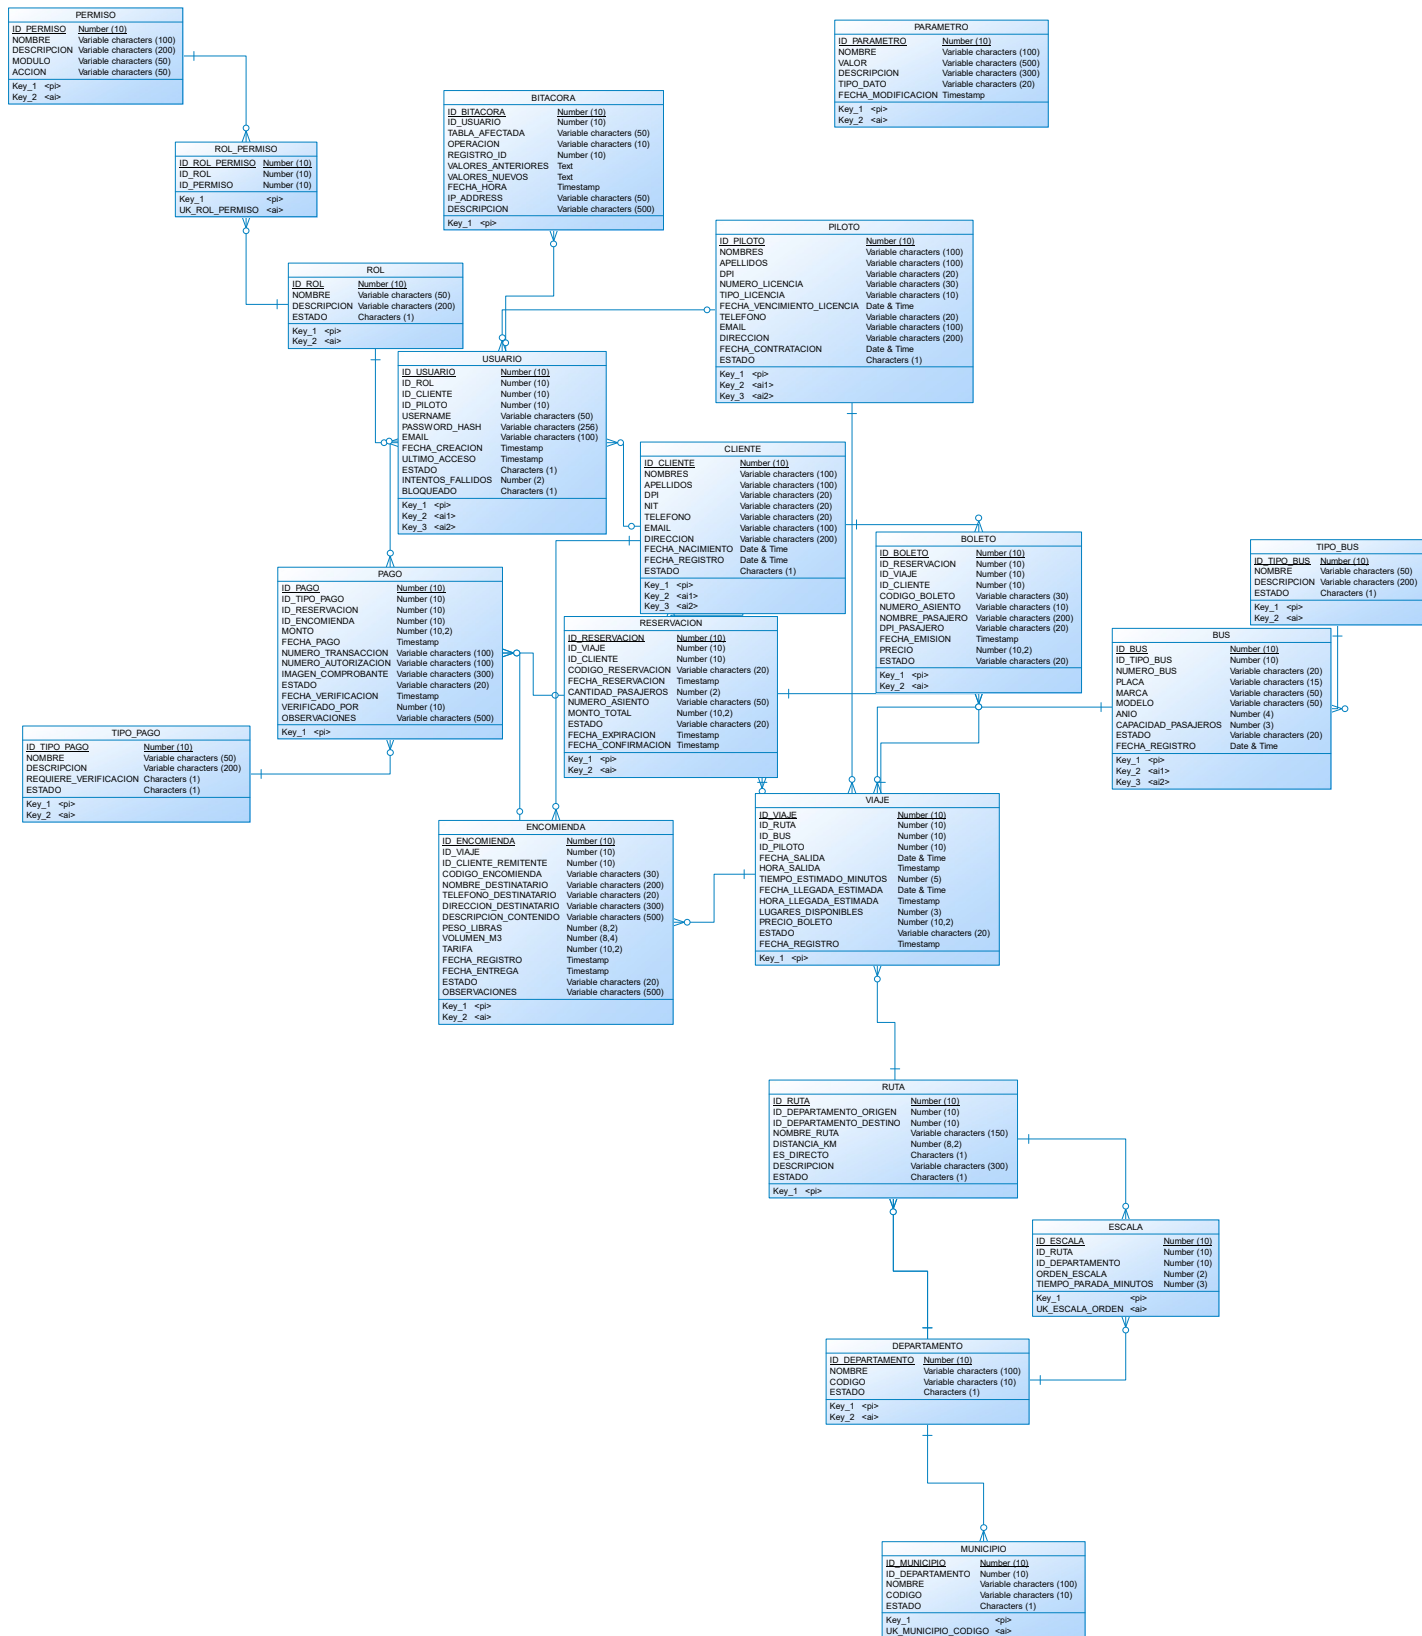 PERMISO
ID_PERMISO Number (10)
NOMBRE Variable characters (100)
DESCRIPCION Variable characters (200)
MODULO Variable characters (50)
ACCION Variable characters (50)
Key_1 <pi>
Key_2 <ai>
PARAMETRO
ID_PARAMETRO Number (10)
NOMBRE Variable characters (100)
VALOR Variable characters (500)
DESCRIPCION Variable characters (300)
TIPO_DATO Variable characters (20)
FECHA_MODIFICACION Timestamp
Key_1 <pi>
Key_2 <ai>
BITACORA
ID_BITACORA Number (10)
ID_USUARIO Number (10)
TABLA_AFECTADA Variable characters (50)
OPERACION Variable characters (10)
REGISTRO_ID Number (10)
VALORES_ANTERIORES Text
VALORES_NUEVOS Text
FECHA_HORA Timestamp
IP_ADDRESS Variable characters (50)
DESCRIPCION Variable characters (500)
Key_1 <pi>
ROL_PERMISO
ID_ROL_PERMISO Number (10)
ID_ROL Number (10)
ID_PERMISO Number (10)
Key_1 <pi>
UK_ROL_PERMISO <ai>
PILOTO
ID_PILOTO Number (10)
NOMBRES Variable characters (100)
APELLIDOS Variable characters (100)
DPI Variable characters (20)
NUMERO_LICENCIA Variable characters (30)
TIPO_LICENCIA Variable characters (10)
FECHA_VENCIMIENTO_LICENCIA Date & Time
TELEFONO Variable characters (20)
EMAIL Variable characters (100)
DIRECCION Variable characters (200)
FECHA_CONTRATACION Date & Time
ESTADO Characters (1)
Key_1 <pi>
Key_2 <ai1>
Key_3 <ai2>
ROL
ID_ROL Number (10)
NOMBRE Variable characters (50)
DESCRIPCION Variable characters (200)
ESTADO Characters (1)
Key_1 <pi>
Key_2 <ai>
USUARIO
ID_USUARIO Number (10)
ID_ROL Number (10)
ID_CLIENTE Number (10)
ID_PILOTO Number (10)
USERNAME Variable characters (50)
PASSWORD_HASH Variable characters (256)
EMAIL Variable characters (100)
FECHA_CREACION Timestamp
ULTIMO_ACCESO Timestamp
ESTADO Characters (1)
INTENTOS_FALLIDOS Number (2)
BLOQUEADO Characters (1)
Key_1 <pi>
Key_2 <ai1>
Key_3 <ai2>
CLIENTE
ID_CLIENTE Number (10)
NOMBRES Variable characters (100)
APELLIDOS Variable characters (100)
DPI Variable characters (20)
NIT Variable characters (20)
TELEFONO Variable characters (20)
EMAIL Variable characters (100)
DIRECCION Variable characters (200)
FECHA_NACIMIENTO Date & Time
FECHA_REGISTRO Date & Time
ESTADO Characters (1)
Key_1 <pi>
Key_2 <ai1>
Key_3 <ai2>
BOLETO
ID_BOLETO Number (10)
ID_RESERVACION Number (10)
ID_VIAJE Number (10)
ID_CLIENTE Number (10)
CODIGO_BOLETO Variable characters (30)
NUMERO_ASIENTO Variable characters (10)
NOMBRE_PASAJERO Variable characters (200)
DPI_PASAJERO Variable characters (20)
FECHA_EMISION Timestamp
PRECIO Number (10,2)
ESTADO Variable characters (20)
Key_1 <pi>
Key_2 <ai>
TIPO_BUS
ID_TIPO_BUS Number (10)
NOMBRE Variable characters (50)
DESCRIPCION Variable characters (200)
ESTADO Characters (1)
Key_1 <pi>
Key_2 <ai>
PAGO
ID_PAGO Number (10)
ID_TIPO_PAGO Number (10)
ID_RESERVACION Number (10)
ID_ENCOMIENDA Number (10)
MONTO Number (10,2)
FECHA_PAGO Timestamp
NUMERO_TRANSACCION Variable characters (100)
NUMERO_AUTORIZACION Variable characters (100)
IMAGEN_COMPROBANTE Variable characters (300)
ESTADO Variable characters (20)
FECHA_VERIFICACION Timestamp
VERIFICADO_POR Number (10)
OBSERVACIONES Variable characters (500)
Key_1 <pi>
RESERVACION
ID_RESERVACION Number (10)
ID_VIAJE Number (10)
ID_CLIENTE Number (10)
CODIGO_RESERVACION Variable characters (20)
FECHA_RESERVACION Timestamp
CANTIDAD_PASAJEROS Number (2)
NUMERO_ASIENTO Variable characters (50)
MONTO_TOTAL Number (10,2)
ESTADO Variable characters (20)
FECHA_EXPIRACION Timestamp
FECHA_CONFIRMACION Timestamp
Key_1 <pi>
Key_2 <ai>
BUS
ID_BUS Number (10)
ID_TIPO_BUS Number (10)
NUMERO_BUS Variable characters (20)
PLACA Variable characters (15)
MARCA Variable characters (50)
MODELO Variable characters (50)
ANIO Number (4)
CAPACIDAD_PASAJEROS Number (3)
ESTADO Variable characters (20)
FECHA_REGISTRO Date & Time
Key_1 <pi>
Key_2 <ai1>
Key_3 <ai2>
TIPO_PAGO
ID_TIPO_PAGO Number (10)
NOMBRE Variable characters (50)
DESCRIPCION Variable characters (200)
REQUIERE_VERIFICACION Characters (1)
ESTADO Characters (1)
Key_1 <pi>
Key_2 <ai>
VIAJE
ID_VIAJE Number (10)
ID_RUTA Number (10)
ID_BUS Number (10)
ID_PILOTO Number (10)
FECHA_SALIDA Date & Time
HORA_SALIDA Timestamp
TIEMPO_ESTIMADO_MINUTOS Number (5)
FECHA_LLEGADA_ESTIMADA Date & Time
HORA_LLEGADA_ESTIMADA Timestamp
LUGARES_DISPONIBLES Number (3)
PRECIO_BOLETO Number (10,2)
ESTADO Variable characters (20)
FECHA_REGISTRO Timestamp
Key_1 <pi>
ENCOMIENDA
ID_ENCOMIENDA Number (10)
ID_VIAJE Number (10)
ID_CLIENTE_REMITENTE Number (10)
CODIGO_ENCOMIENDA Variable characters (30)
NOMBRE_DESTINATARIO Variable characters (200)
TELEFONO_DESTINATARIO Variable characters (20)
DIRECCION_DESTINATARIO Variable characters (300)
DESCRIPCION_CONTENIDO Variable characters (500)
PESO_LIBRAS Number (8,2)
VOLUMEN_M3 Number (8,4)
TARIFA Number (10,2)
FECHA_REGISTRO Timestamp
FECHA_ENTREGA Timestamp
ESTADO Variable characters (20)
OBSERVACIONES Variable characters (500)
Key_1 <pi>
Key_2 <ai>
RUTA
ID_RUTA Number (10)
ID_DEPARTAMENTO_ORIGEN Number (10)
ID_DEPARTAMENTO_DESTINO Number (10)
NOMBRE_RUTA Variable characters (150)
DISTANCIA_KM Number (8,2)
ES_DIRECTO Characters (1)
DESCRIPCION Variable characters (300)
ESTADO Characters (1)
Key_1 <pi>
ESCALA
ID_ESCALA Number (10)
ID_RUTA Number (10)
ID_DEPARTAMENTO Number (10)
ORDEN_ESCALA Number (2)
TIEMPO_PARADA_MINUTOS Number (3)
Key_1 <pi>
UK_ESCALA_ORDEN <ai>
DEPARTAMENTO
ID_DEPARTAMENTO Number (10)
NOMBRE Variable characters (100)
CODIGO Variable characters (10)
ESTADO Characters (1)
Key_1 <pi>
Key_2 <ai>
MUNICIPIO
ID_MUNICIPIO Number (10)
ID_DEPARTAMENTO Number (10)
NOMBRE Variable characters (100)
CODIGO Variable characters (10)
ESTADO Characters (1)
Key_1 <pi>
UK_MUNICIPIO_CODIGO <ai>